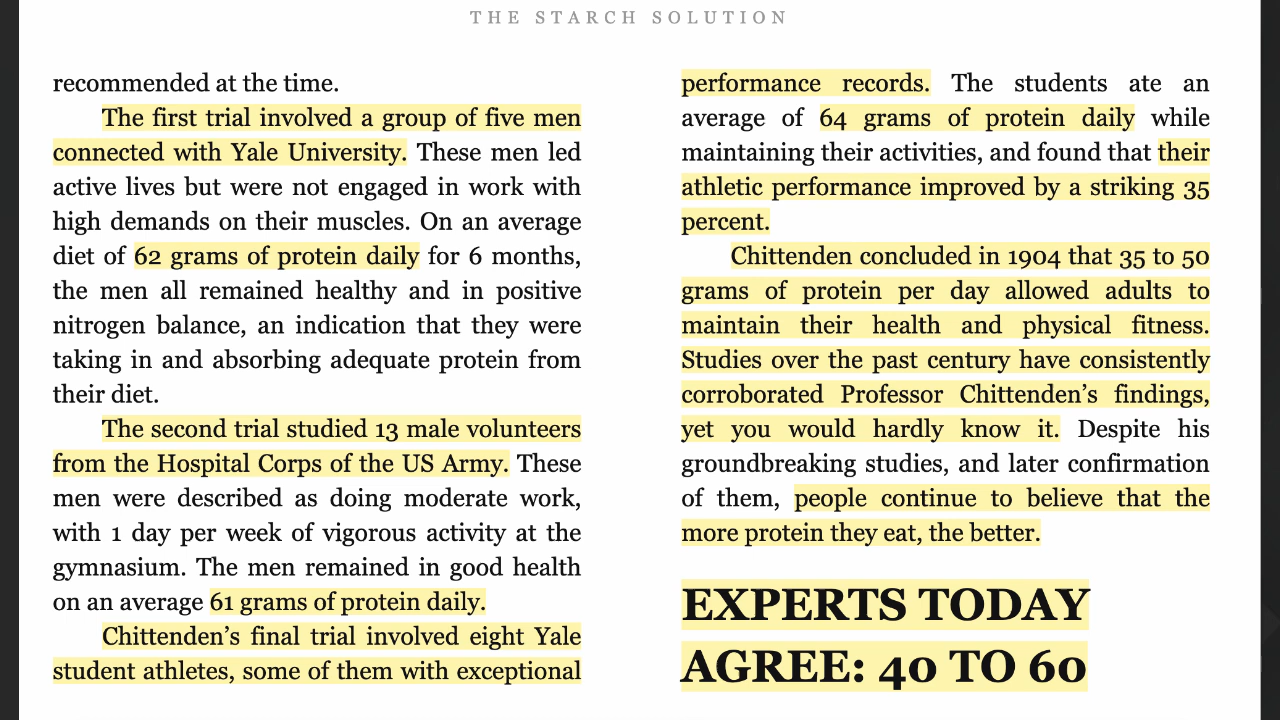 THE STARCH SOLUTION
recommended at the time.
The first trial involved a group of five men
connected with Yale University. These men led
active lives but were not engaged in work with
high demands on their muscles. On an average
diet of 62 grams of protein daily for 6 months,
the men all remained healthy and in positive
nitrogen balance, an indication that they were
taking in and absorbing adequate protein from
their diet.
The second trial studied 13 male volunteers
from the Hospital Corps of the US Army. These
men were described as doing moderate work,
with 1 day per week of vigorous activity at the
gymnasium. The men remained in good health
on an average 61 grams of protein daily.
Chittenden’s final trial involved eight Yale
student athletes, some of them with exceptional
performance records. The students ate an
average of 64 grams of protein daily while
maintaining their activities, and found that their
athletic performance improved by a striking 35
percent.
Chittenden concluded in 1904 that 35 to 50
grams of protein per day allowed adults to
maintain their health and physical fitness.
Studies over the past century have consistently
corroborated Professor Chittenden’s findings,
yet you would hardly know it. Despite his
groundbreaking studies, and later confirmation
of them, people continue to believe that the
more protein they eat, the better.
EXPERTS TODAY
AGREE: 40 TO 60